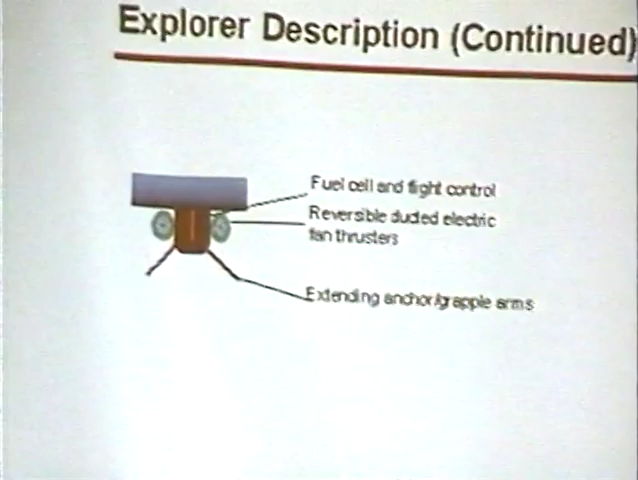 Explorer Description (Continued)
Fuel cell and flight control
Reversible ducted electric
fan thrusters
Extending anchor/grapple arms